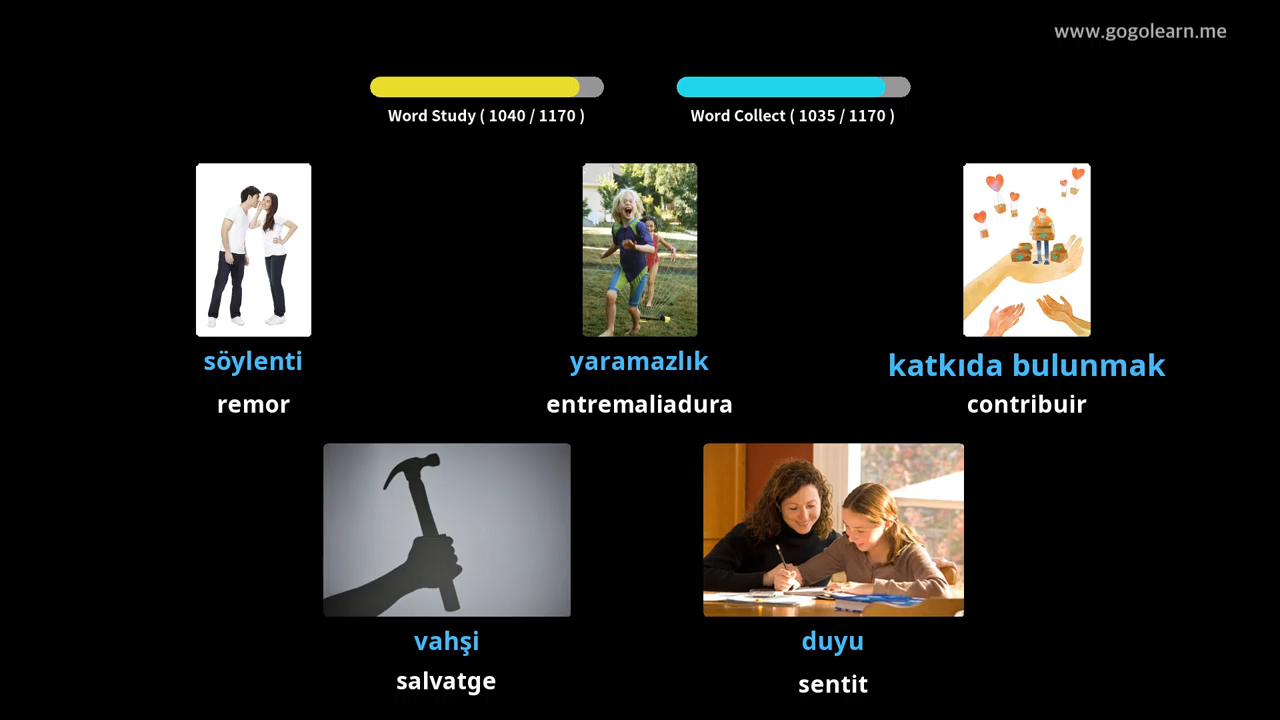 www.gogolearn.me
Word Study ( 1040 / 1170 )
Word Collect ( 1035 / 1170 )
söylenti
remor
yaramazlık
entremaliadura
katkıda bulunmak
contribuir
vahşi
salvatge
duyu
sentit